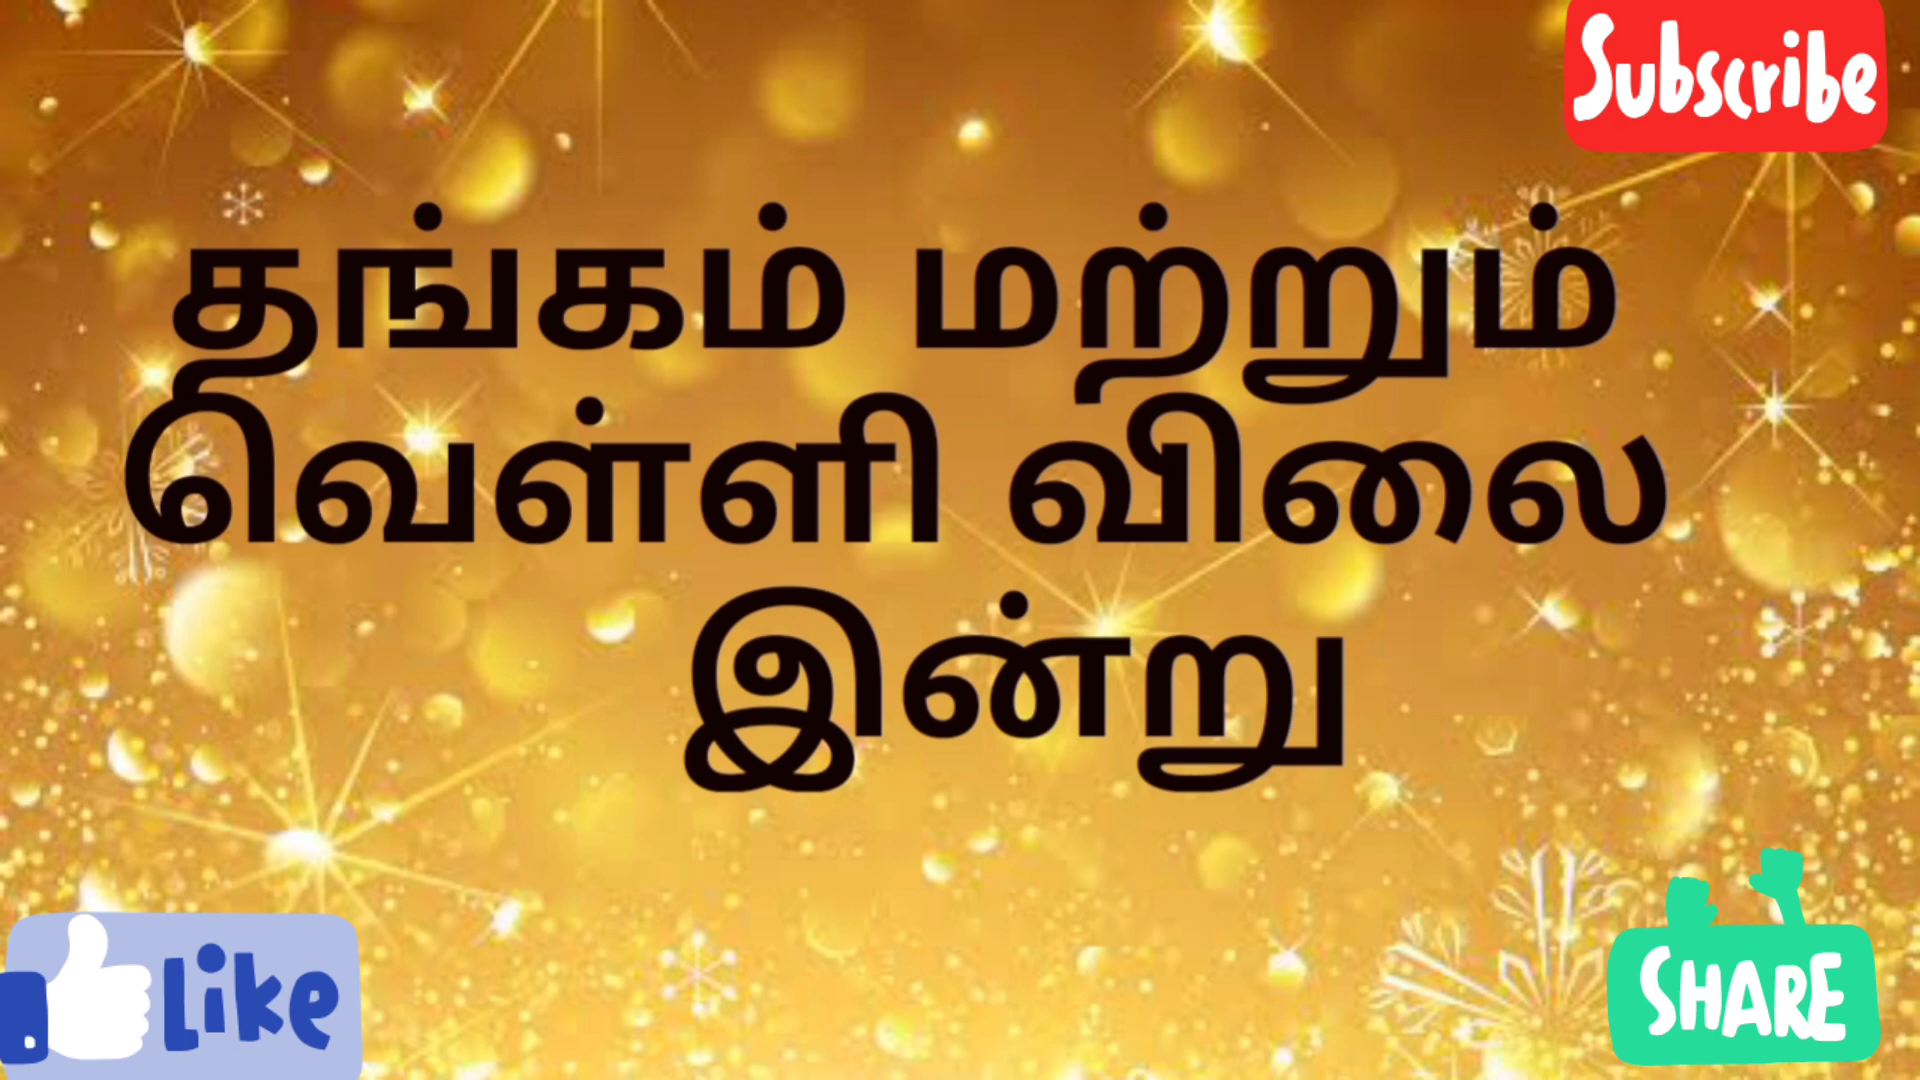 Subscribe
தங்கம் மற்றும்
வெள்ளி விலை
இன்று
Like
SHARE